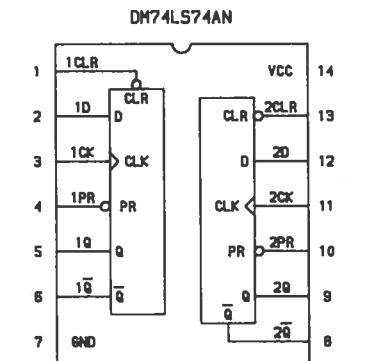 DM74LS74AN
1 1CLR VCC 14
CLR
CLR 2CLR 13
2 1D D
D 2D 12
3 1CK CLK
CLK 2CK 11
4 1PR PR
PR 2PR 10
5 1Q Q
Q 2Q 9
6 1Q̅ Q̅
Q̅
7 GND 2Q̅ 8